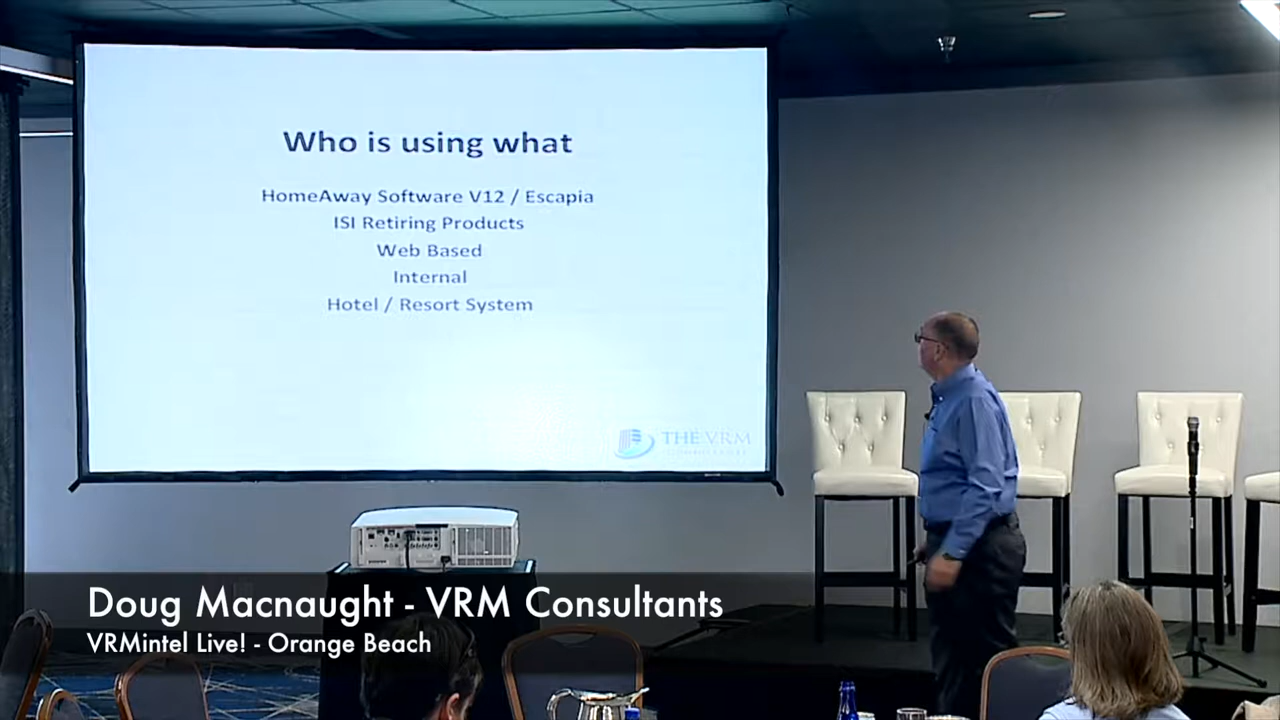 Who is using what
HomeAway Software V12 / Escapia
ISI Retiring Products
Web Based
Internal
Hotel / Resort System
THE VRM
Doug Macnaught - VRM Consultants
VRMintel Live! - Orange Beach